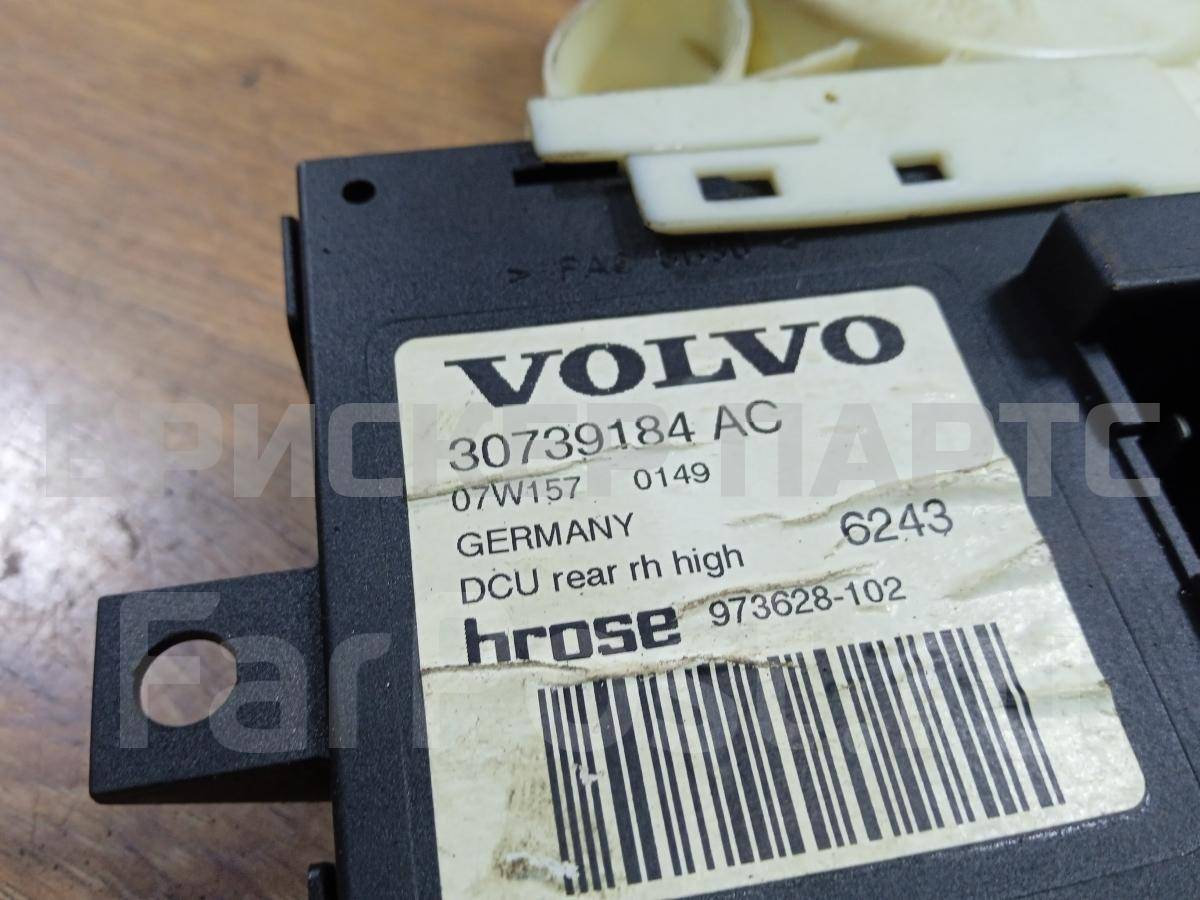 VOLVO
30739184 AC
07W157 0149
GERMANY 6243
DCU rear rh high
brose 973628-102